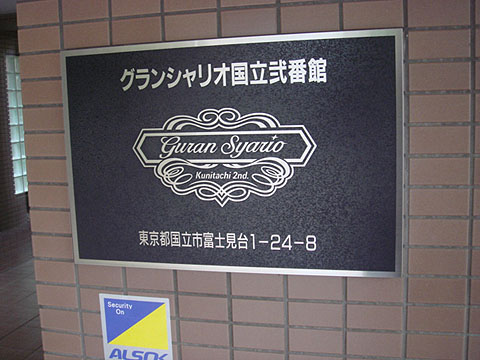 グランシャリオ国立弐番館
Guran Syario
Kunitachi 2nd.
東京都国立市富士見台1-24-8
Security
On
ALSOK